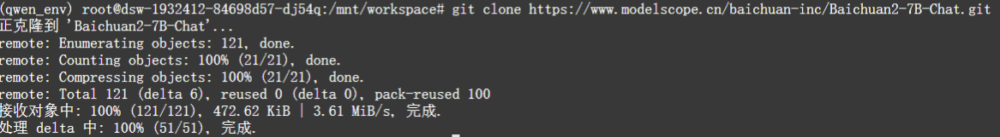 (qwen_env) root@dsw-1932412-84698d57-dj54q:/mnt/workspace# git clone https://www.modelscope.cn/baichuan-inc/Baichuan2-7B-Chat.git
正克隆到 'Baichuan2-7B-Chat'...
remote: Enumerating objects: 121, done.
remote: Counting objects: 100% (21/21), done.
remote: Compressing objects: 100% (21/21), done.
remote: Total 121 (delta 6), reused 0 (delta 0), pack-reused 100
接收对象中: 100% (121/121), 472.62 KiB | 3.61 MiB/s, 完成.
处理 delta 中: 100% (51/51), 完成.